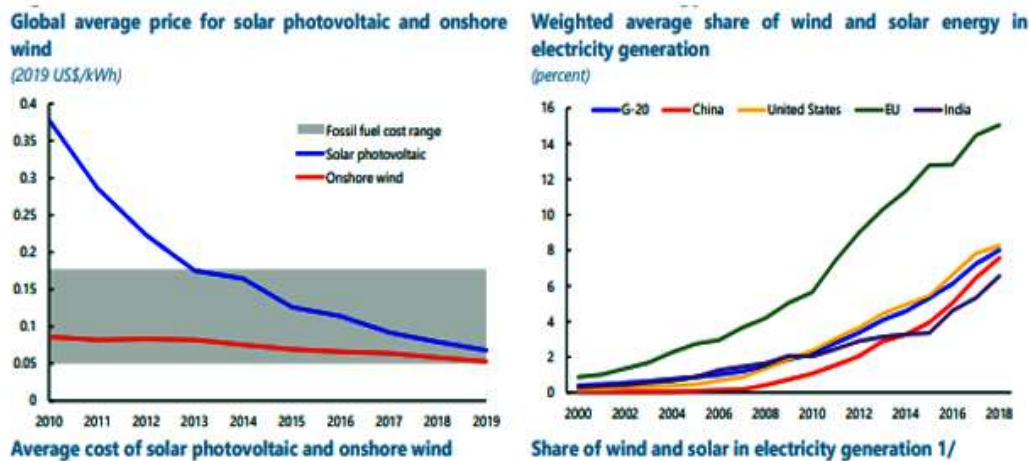 Global average price for solar photovoltaic and onshore
wind
(2019 US$/kWh)
0.4
0.35
0.3
0.25
0.2
0.15
0.1
0.05
0
Fossil fuel cost range
Solar photovoltaic
Onshore wind
2010 2011 2012 2013 2014 2015 2016 2017 2018 2019
Average cost of solar photovoltaic and onshore wind
Weighted average share of wind and solar energy in
electricity generation
(percent)
16
14
12
10
8
6
4
2
0
G-20 China United States EU India
2000 2002 2004 2006 2008 2010 2012 2014 2016 2018
Share of wind and solar in electricity generation 1/